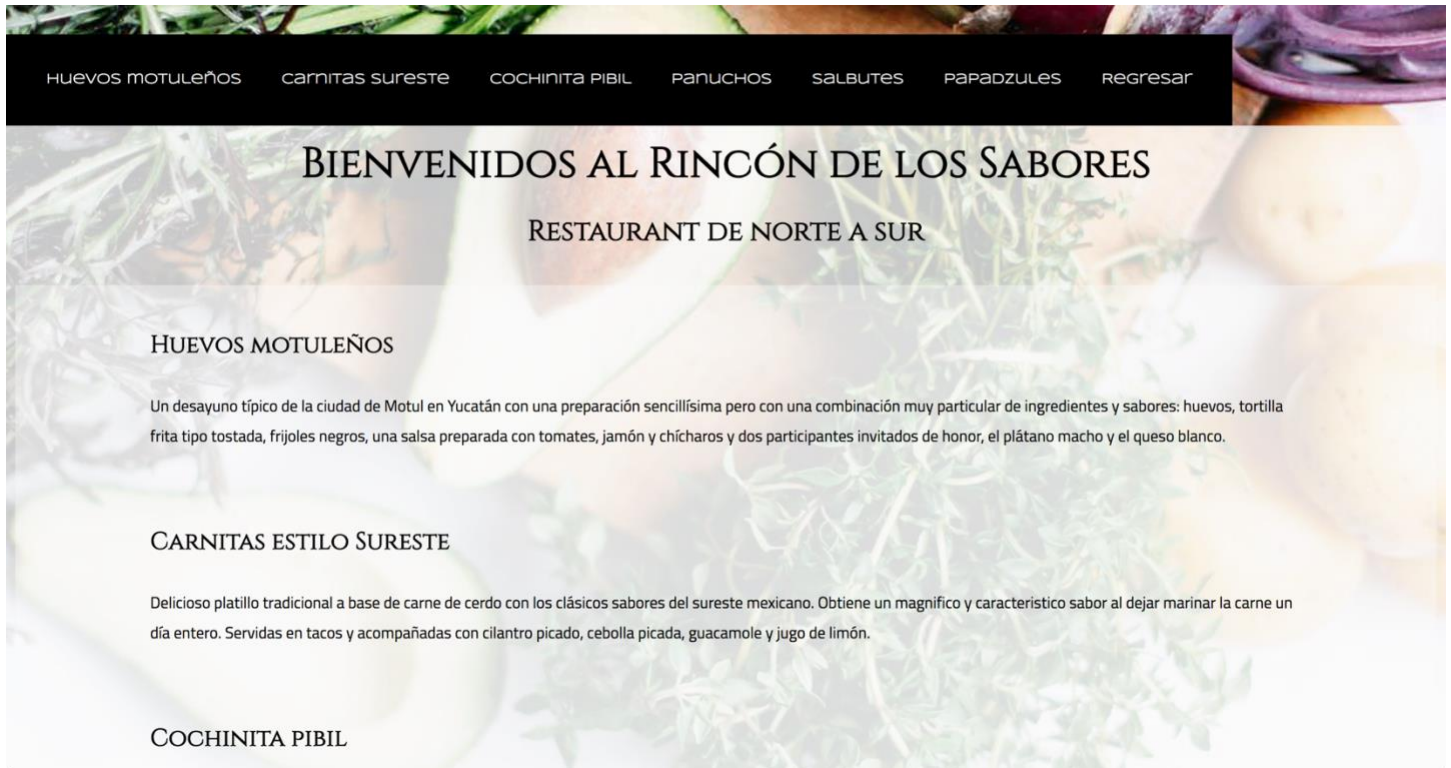 Huevos motuleños carnitas sureste cochinita pibil panuchos salbutes papadzules Regresar
Bienvenidos al Rincón de los Sabores
Restaurant de norte a sur
Huevos motuleños
Un desayuno típico de la ciudad de Motul en Yucatán con una preparación sencillísima pero con una combinación muy particular de ingredientes y sabores: huevos, tortilla
frita tipo tostada, frijoles negros, una salsa preparada con tomates, jamón y chícharos y dos participantes invitados de honor, el plátano macho y el queso blanco.
Carnitas estilo Sureste
Delicioso platillo tradicional a base de carne de cerdo con los clásicos sabores del sureste mexicano. Obtiene un magnifico y caracteristico sabor al dejar marinar la carne un
día entero. Servidas en tacos y acompañadas con cilantro picado, cebolla picada, guacamole y jugo de limón.
Cochinita pibil